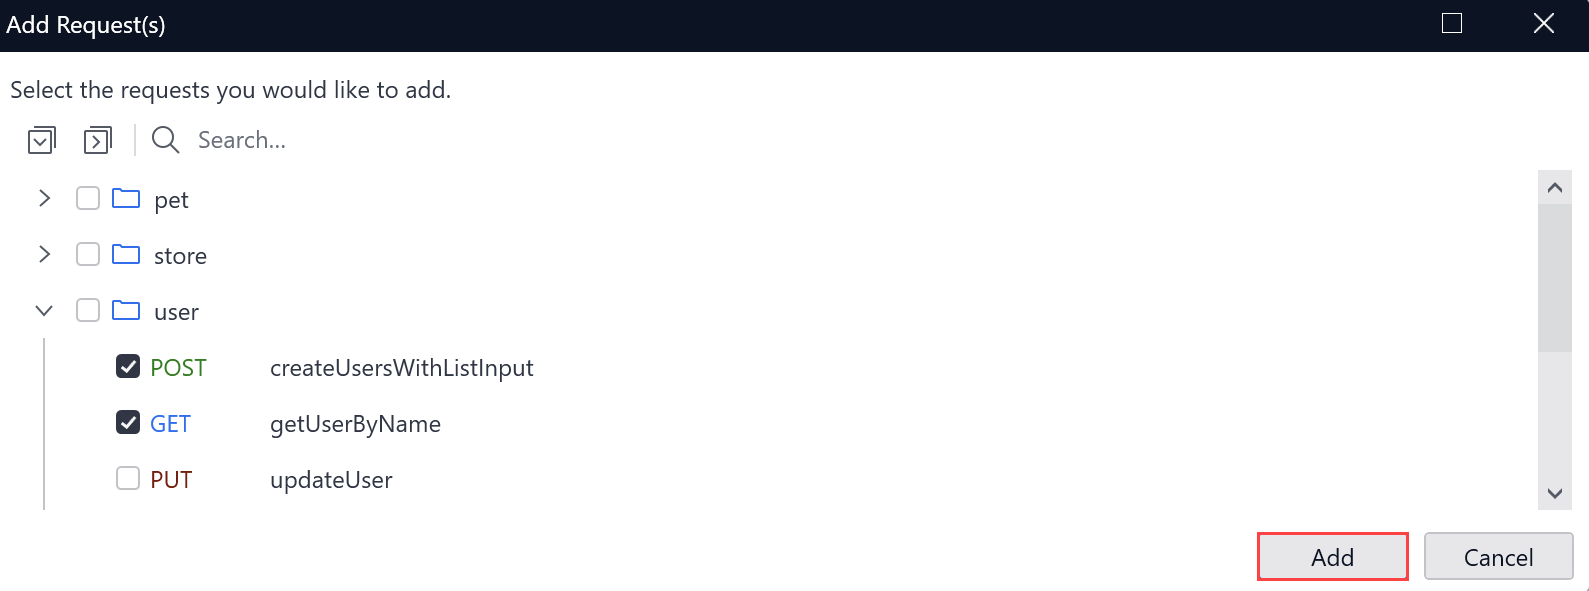 Add Request(s)
Select the requests you would like to add.
Search...
pet
store
user
POST createUsersWithListInput
GET getUserByName
PUT updateUser
Add Cancel